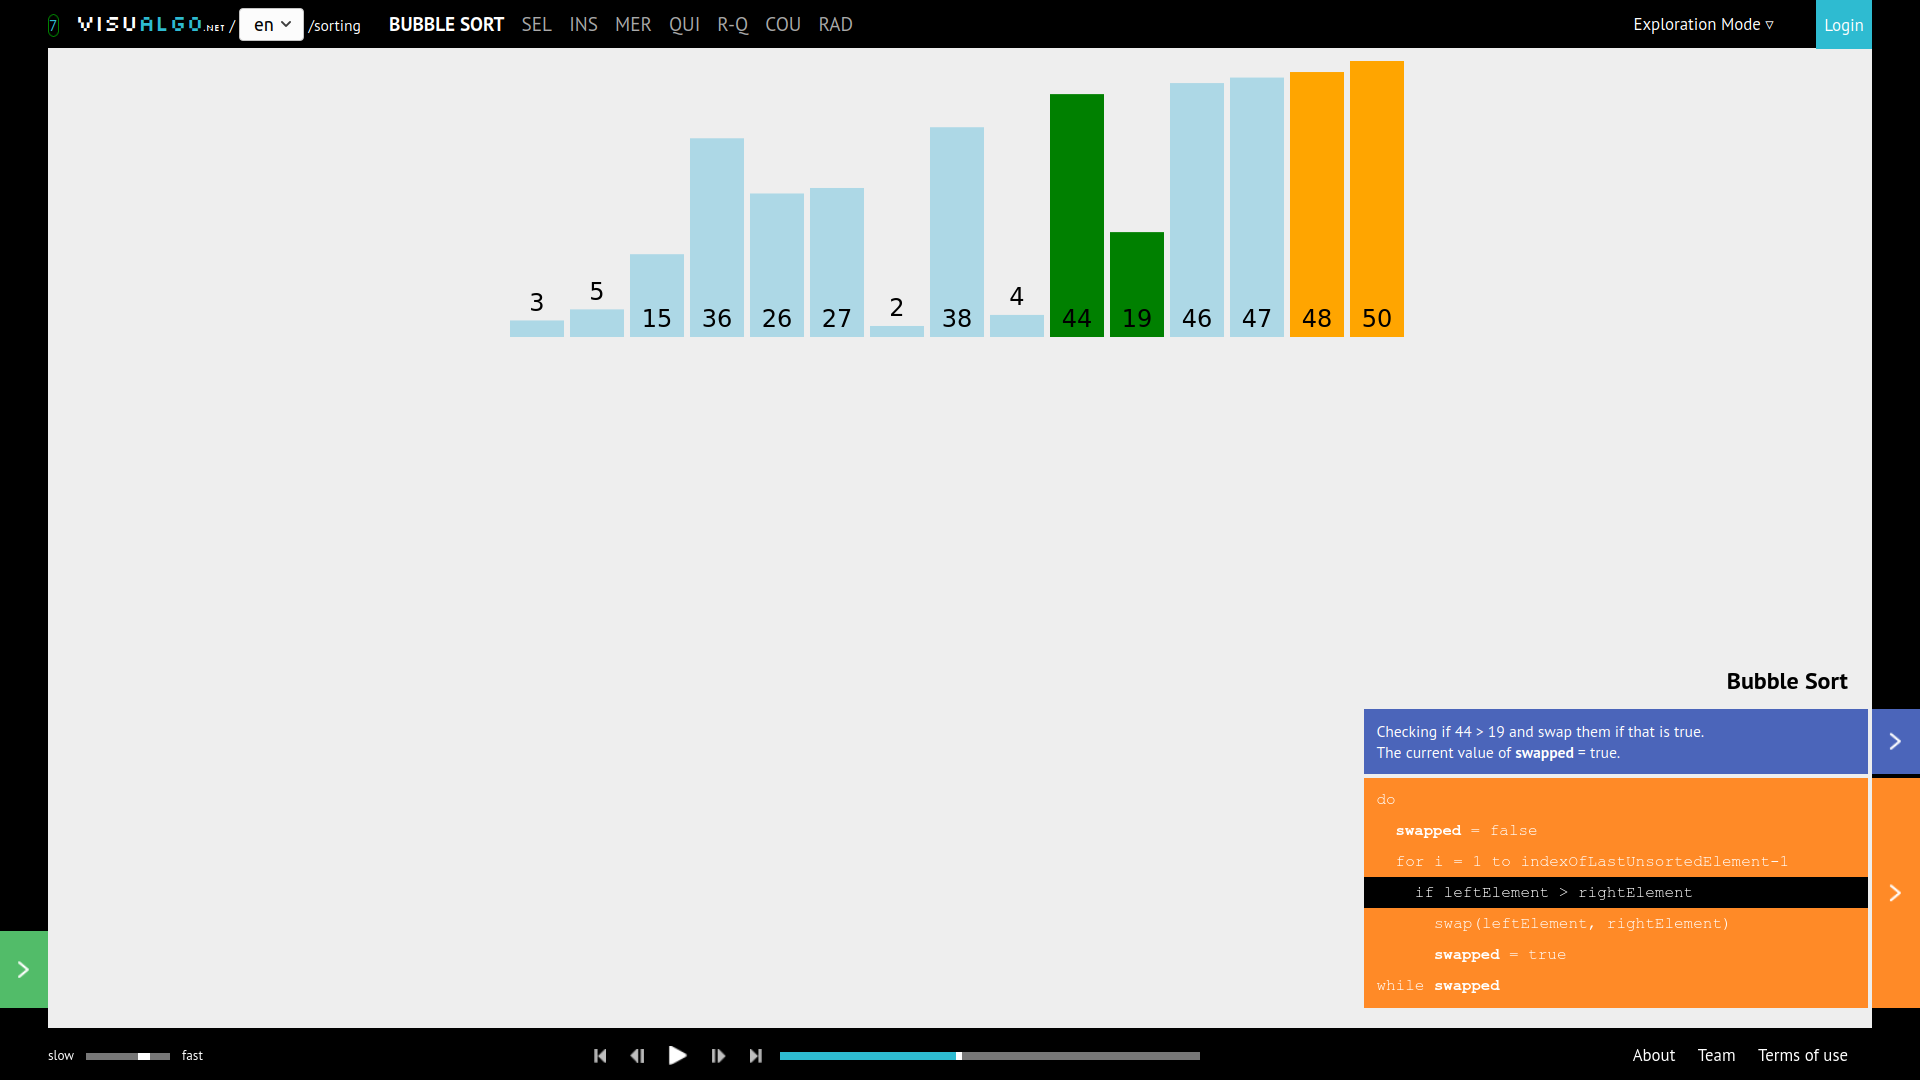 7 VISUALGO.NET / en /sorting BUBBLE SORT SEL INS MER QUI R-Q COU RAD Exploration Mode ▿ Login
3 5 15 36 26 27 2 38 4 44 19 46 47 48 50
Bubble Sort
Checking if 44 > 19 and swap them if that is true.
The current value of swapped = true.
do
swapped = false
for i = 1 to indexOfLastUnsortedElement-1
if leftElement > rightElement
swap(leftElement, rightElement)
swapped = true
while swapped
slow fast About Team Terms of use